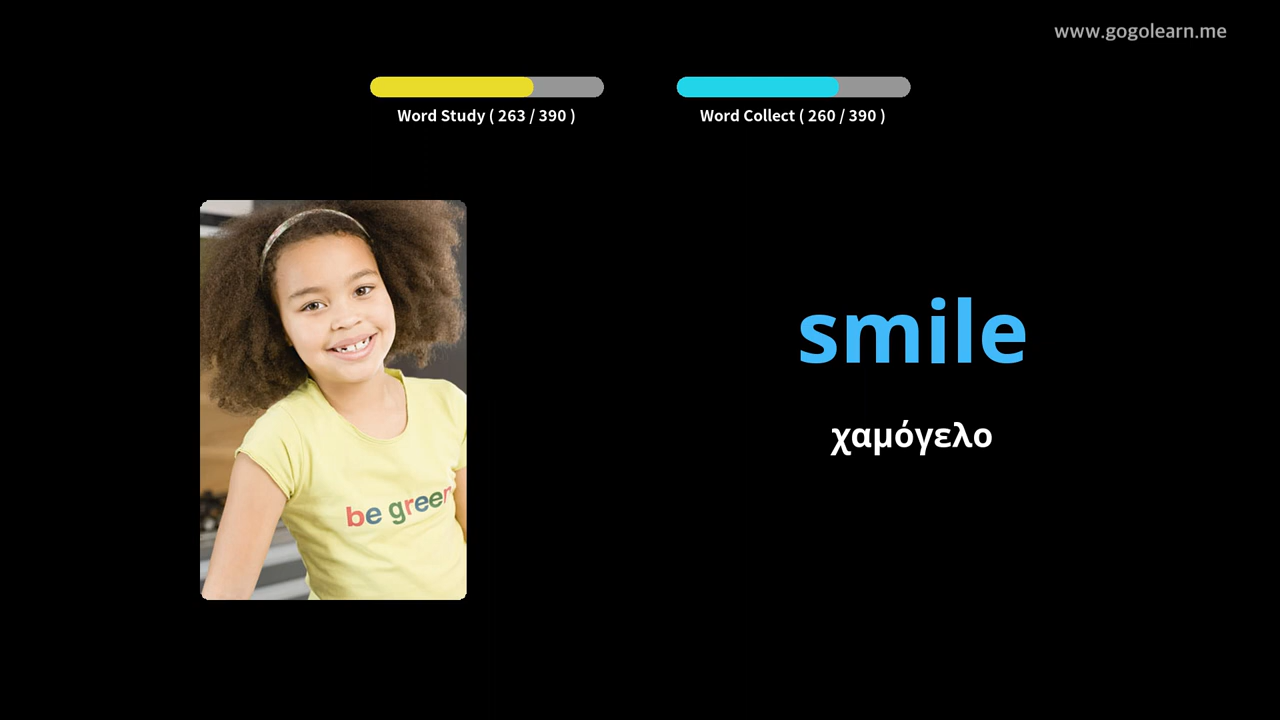 www.gogolearn.me
Word Study ( 263 / 390 )
Word Collect ( 260 / 390 )
smile
χαμόγελο
be green